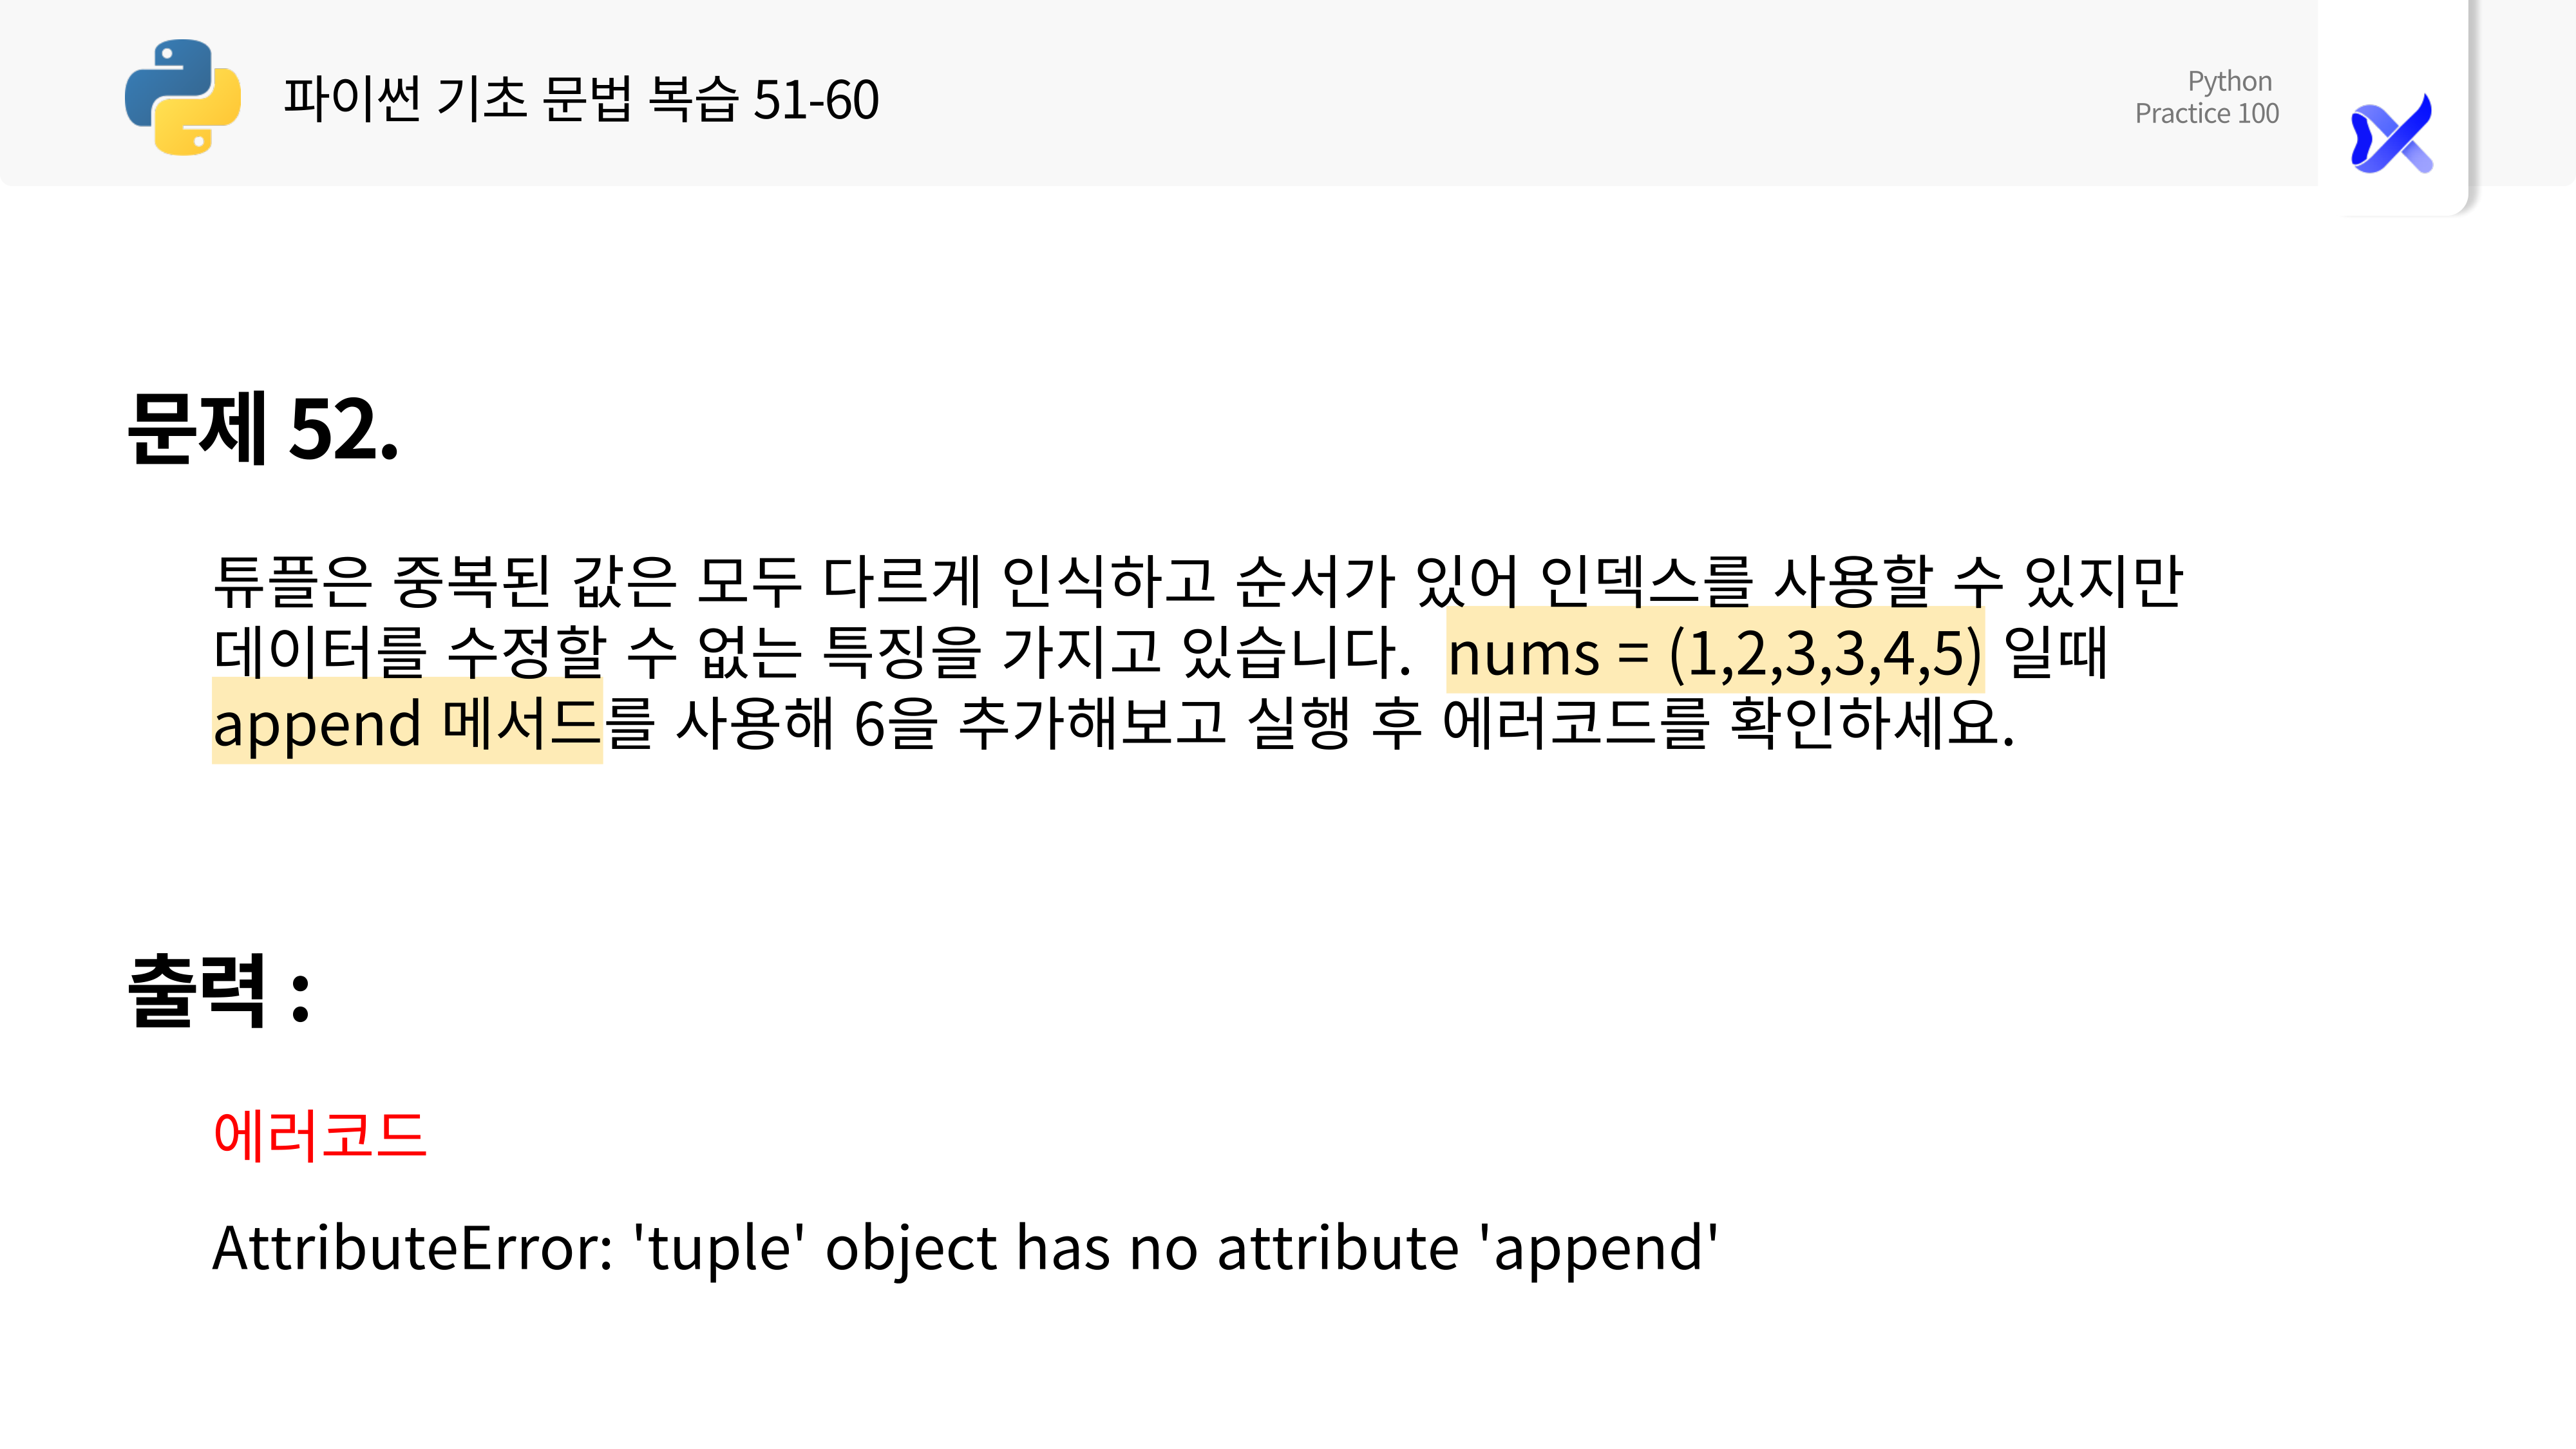 파이썬 기초 문법 복습 51-60
Python
Practice 100
문제 52.
튜플은 중복된 값은 모두 다르게 인식하고 순서가 있어 인덱스를 사용할 수 있지만
데이터를 수정할 수 없는 특징을 가지고 있습니다. nums = (1,2,3,3,4,5) 일때
append 메서드를 사용해 6을 추가해보고 실행 후 에러코드를 확인하세요.
출력 :
에러코드
AttributeError: 'tuple' object has no attribute 'append'